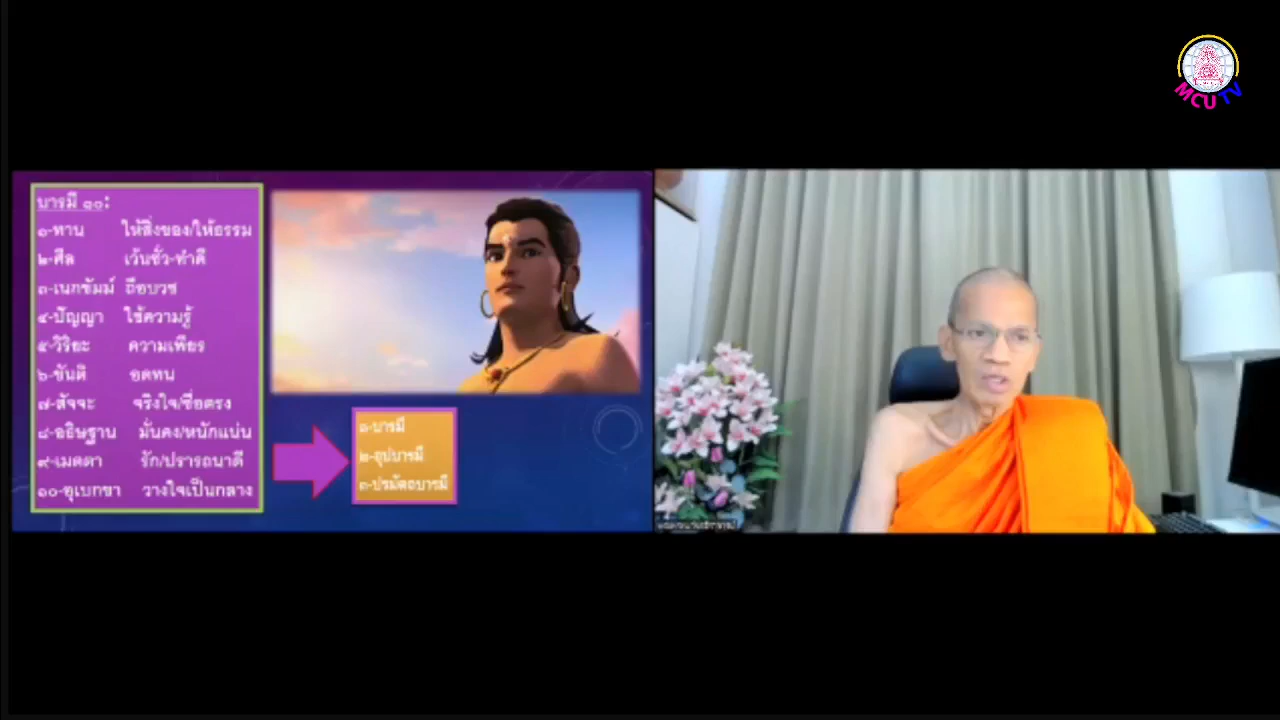 MCU TV
บารมี ๑๐:
๑-ทาน ให้สิ่งของ/ให้ธรรม
๒-ศีล เว้นชั่ว-ทำดี
๓-เนกขัมม์ ถือบวช
๔-ปัญญา ใช้ความรู้
๕-วิริยะ ความเพียร
๖-ขันติ อดทน
๗-สัจจะ จริงใจ/ซื่อตรง
๘-อธิษฐาน มั่นคง/หนักแน่น
๙-เมตตา รัก/ปรารถนาดี
๑๐-อุเบกขา วางใจเป็นกลาง
๑-บารมี
๒-อุปบารมี
๓-ปรมัตถบารมี